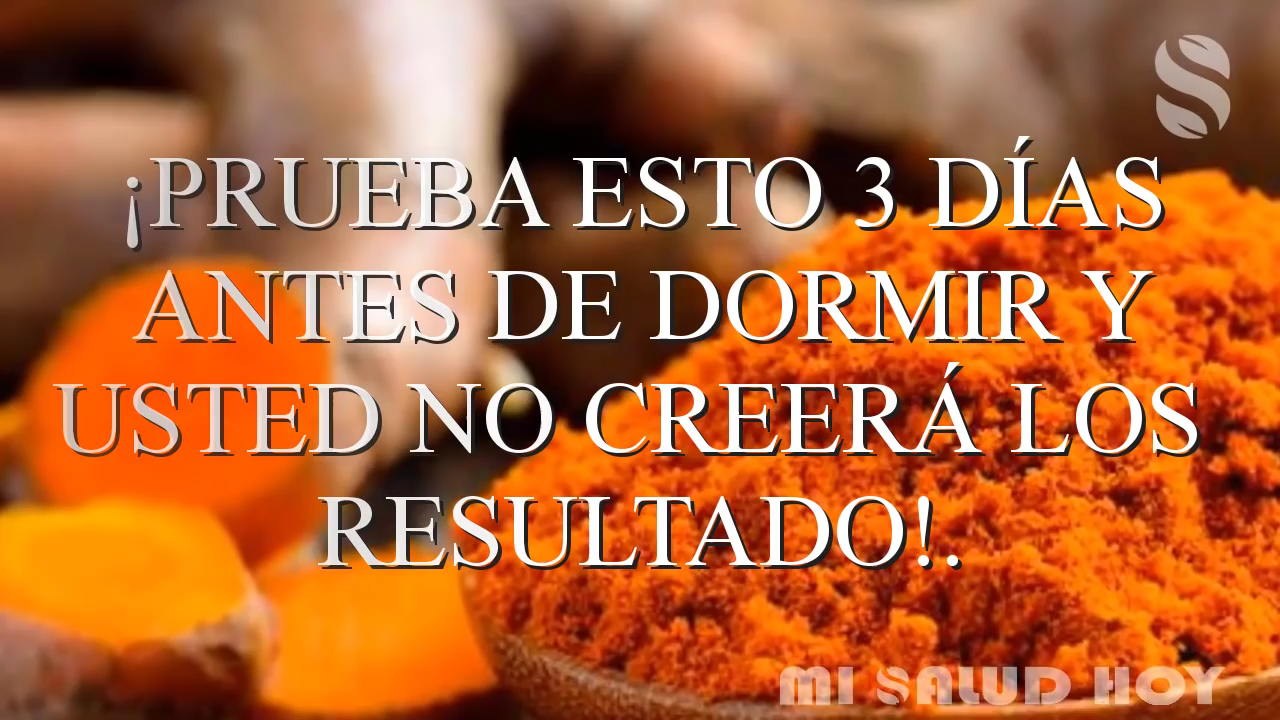 ¡PRUEBA ESTO 3 DÍAS
ANTES DE DORMIR Y
USTED NO CREERÁ LOS
RESULTADO!.
MI SALUD HOY